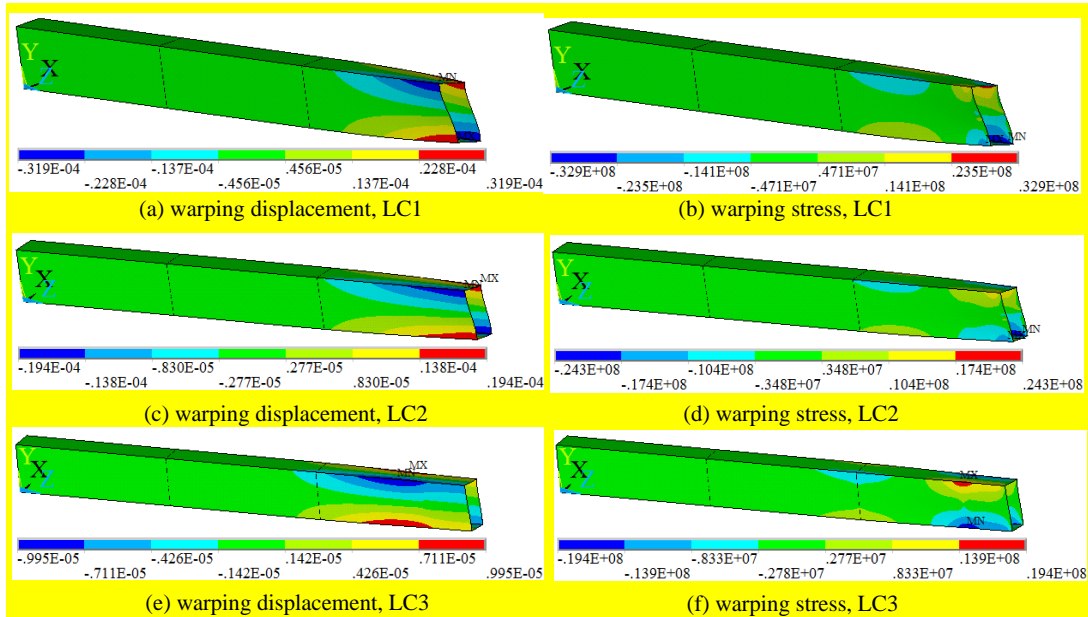 Y
X
Z
MN
MN
-.319E-04
-.137E-04
.456E-05
.228E-04
-.228E-04
-.456E-05
.137E-04
.319E-04
(a) warping displacement, LC1
Y
X
Z
MN
-.329E+08
-.141E+08
.471E+07
.235E+08
-.235E+08
-.471E+07
.141E+08
.329E+08
(b) warping stress, LC1
Y
X
Z
MN
MX
-.194E-04
-.830E-05
.277E-05
.138E-04
-.138E-04
-.277E-05
.830E-05
.194E-04
(c) warping displacement, LC2
Y
X
Z
MN
-.243E+08
-.104E+08
.348E+07
.174E+08
-.174E+08
-.348E+07
.104E+08
.243E+08
(d) warping stress, LC2
Y
X
Z
MX
MN
-.995E-05
-.426E-05
.142E-05
.711E-05
-.711E-05
-.142E-05
.426E-05
.995E-05
(e) warping displacement, LC3
Y
X
Z
MX
MN
-.194E+08
-.833E+07
.277E+07
.139E+08
-.139E+08
-.278E+07
.833E+07
.194E+08
(f) warping stress, LC3